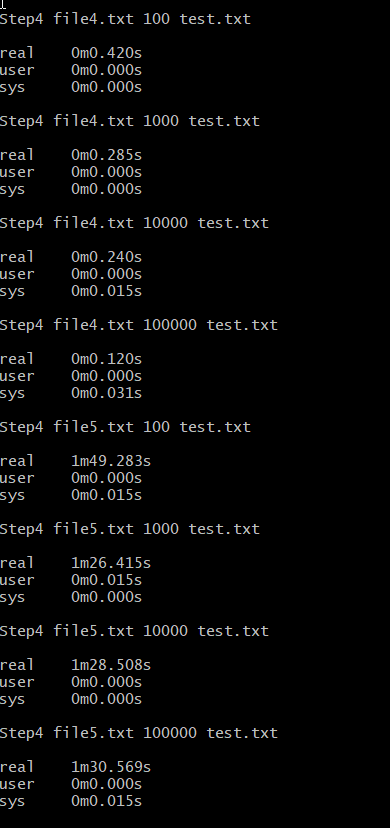 Step4 file4.txt 100 test.txt
real 0m0.420s
user 0m0.000s
sys 0m0.000s
Step4 file4.txt 1000 test.txt
real 0m0.285s
user 0m0.000s
sys 0m0.000s
Step4 file4.txt 10000 test.txt
real 0m0.240s
user 0m0.000s
sys 0m0.015s
Step4 file4.txt 100000 test.txt
real 0m0.120s
user 0m0.000s
sys 0m0.031s
Step4 file5.txt 100 test.txt
real 1m49.283s
user 0m0.000s
sys 0m0.015s
Step4 file5.txt 1000 test.txt
real 1m26.415s
user 0m0.015s
sys 0m0.000s
Step4 file5.txt 10000 test.txt
real 1m28.508s
user 0m0.000s
sys 0m0.000s
Step4 file5.txt 100000 test.txt
real 1m30.569s
user 0m0.000s
sys 0m0.015s